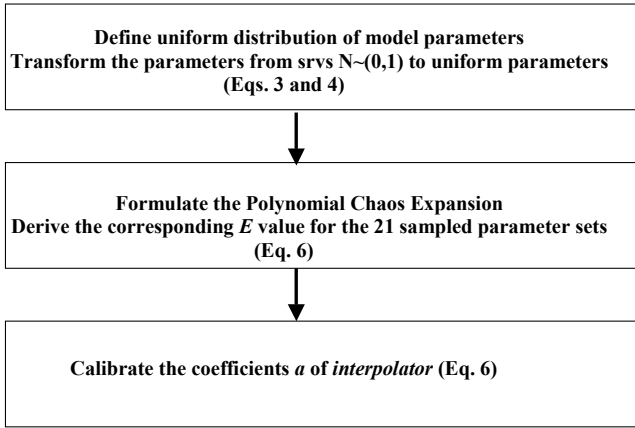 Define uniform distribution of model parameters
Transform the parameters from srvs N~(0,1) to uniform parameters
(Eqs. 3 and 4)
Formulate the Polynomial Chaos Expansion
Derive the corresponding E value for the 21 sampled parameter sets
(Eq. 6)
Calibrate the coefficients a of interpolator (Eq. 6)